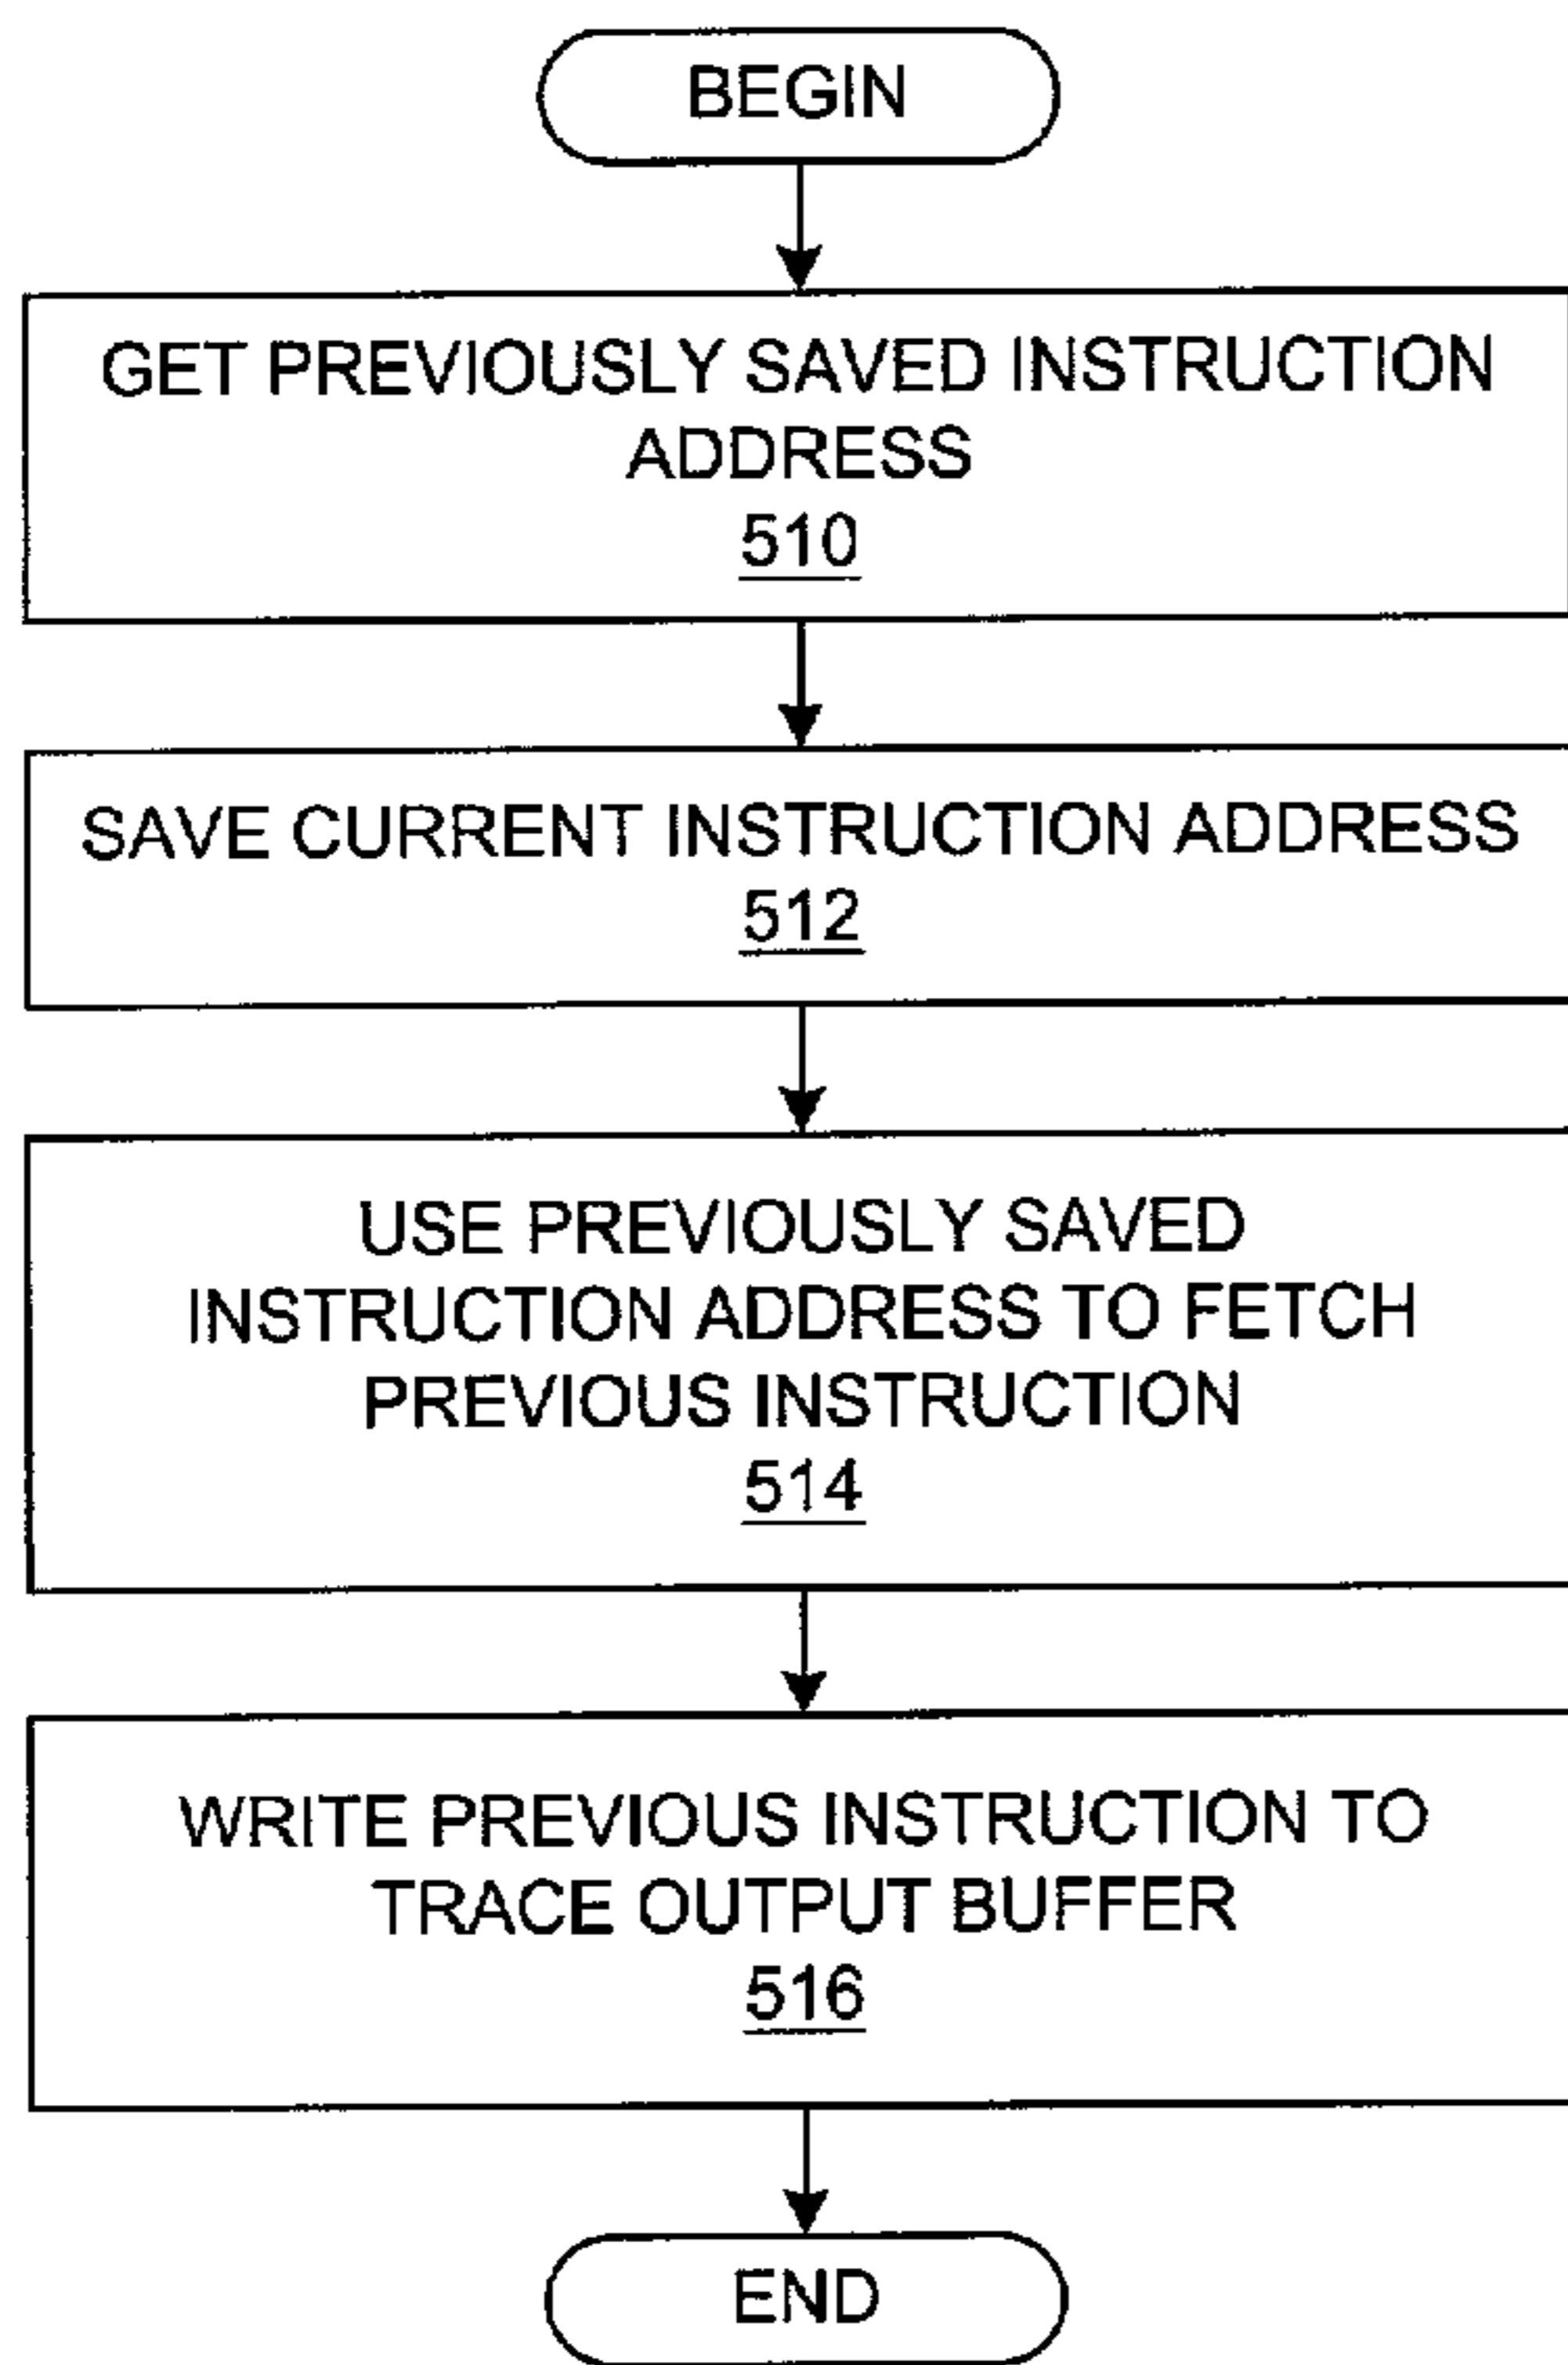 BEGIN
GET PREVIOUSLY SAVED INSTRUCTION
ADDRESS
510
SAVE CURRENT INSTRUCTION ADDRESS
512
USE PREVIOUSLY SAVED
INSTRUCTION ADDRESS TO FETCH
PREVIOUS INSTRUCTION
514
WRITE PREVIOUS INSTRUCTION TO
TRACE OUTPUT BUFFER
516
END